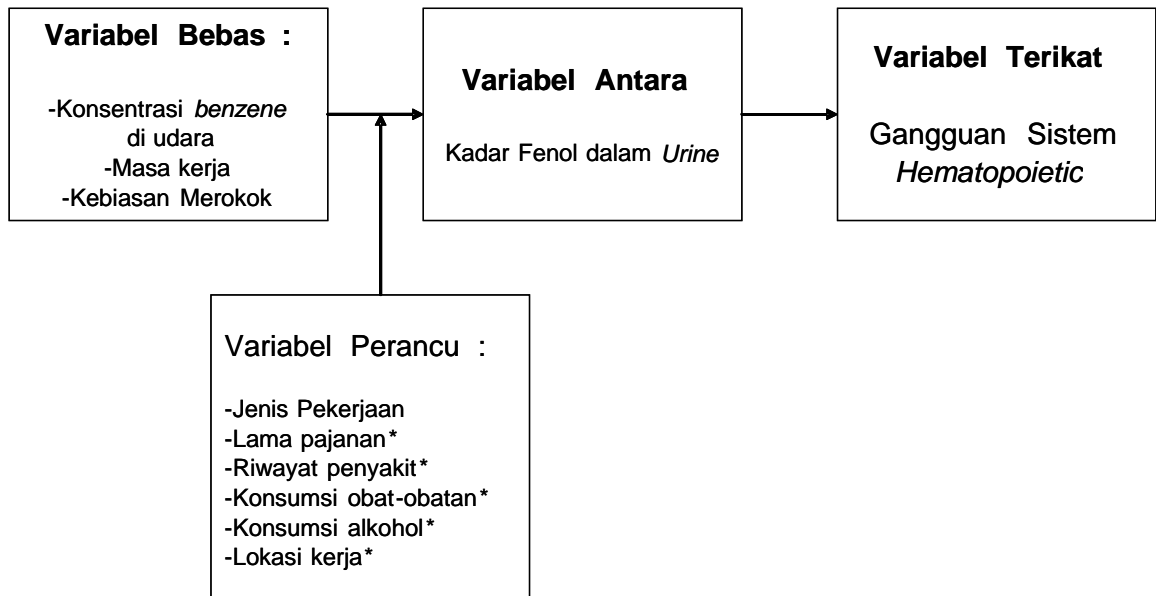 Variabel Bebas :
-Konsentrasi benzene
di udara
-Masa kerja
-Kebiasan Merokok
Variabel Antara
Kadar Fenol dalam Urine
Variabel Terikat
Gangguan Sistem
Hematopoietic
Variabel Perancu :
-Jenis Pekerjaan
-Lama pajanan*
-Riwayat penyakit*
-Konsumsi obat-obatan*
-Konsumsi alkohol*
-Lokasi kerja*